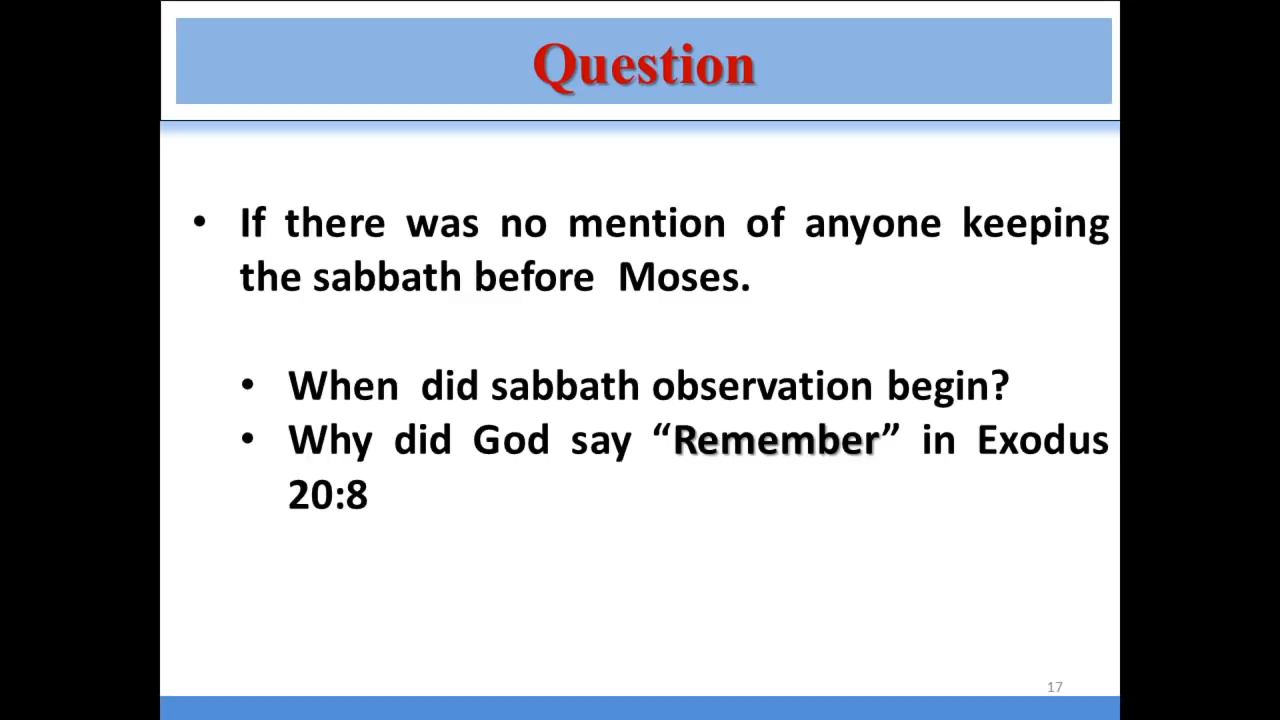 Question
• If there was no mention of anyone keeping
the sabbath before Moses.
• When did sabbath observation begin?
• Why did God say “Remember” in Exodus
20:8
17